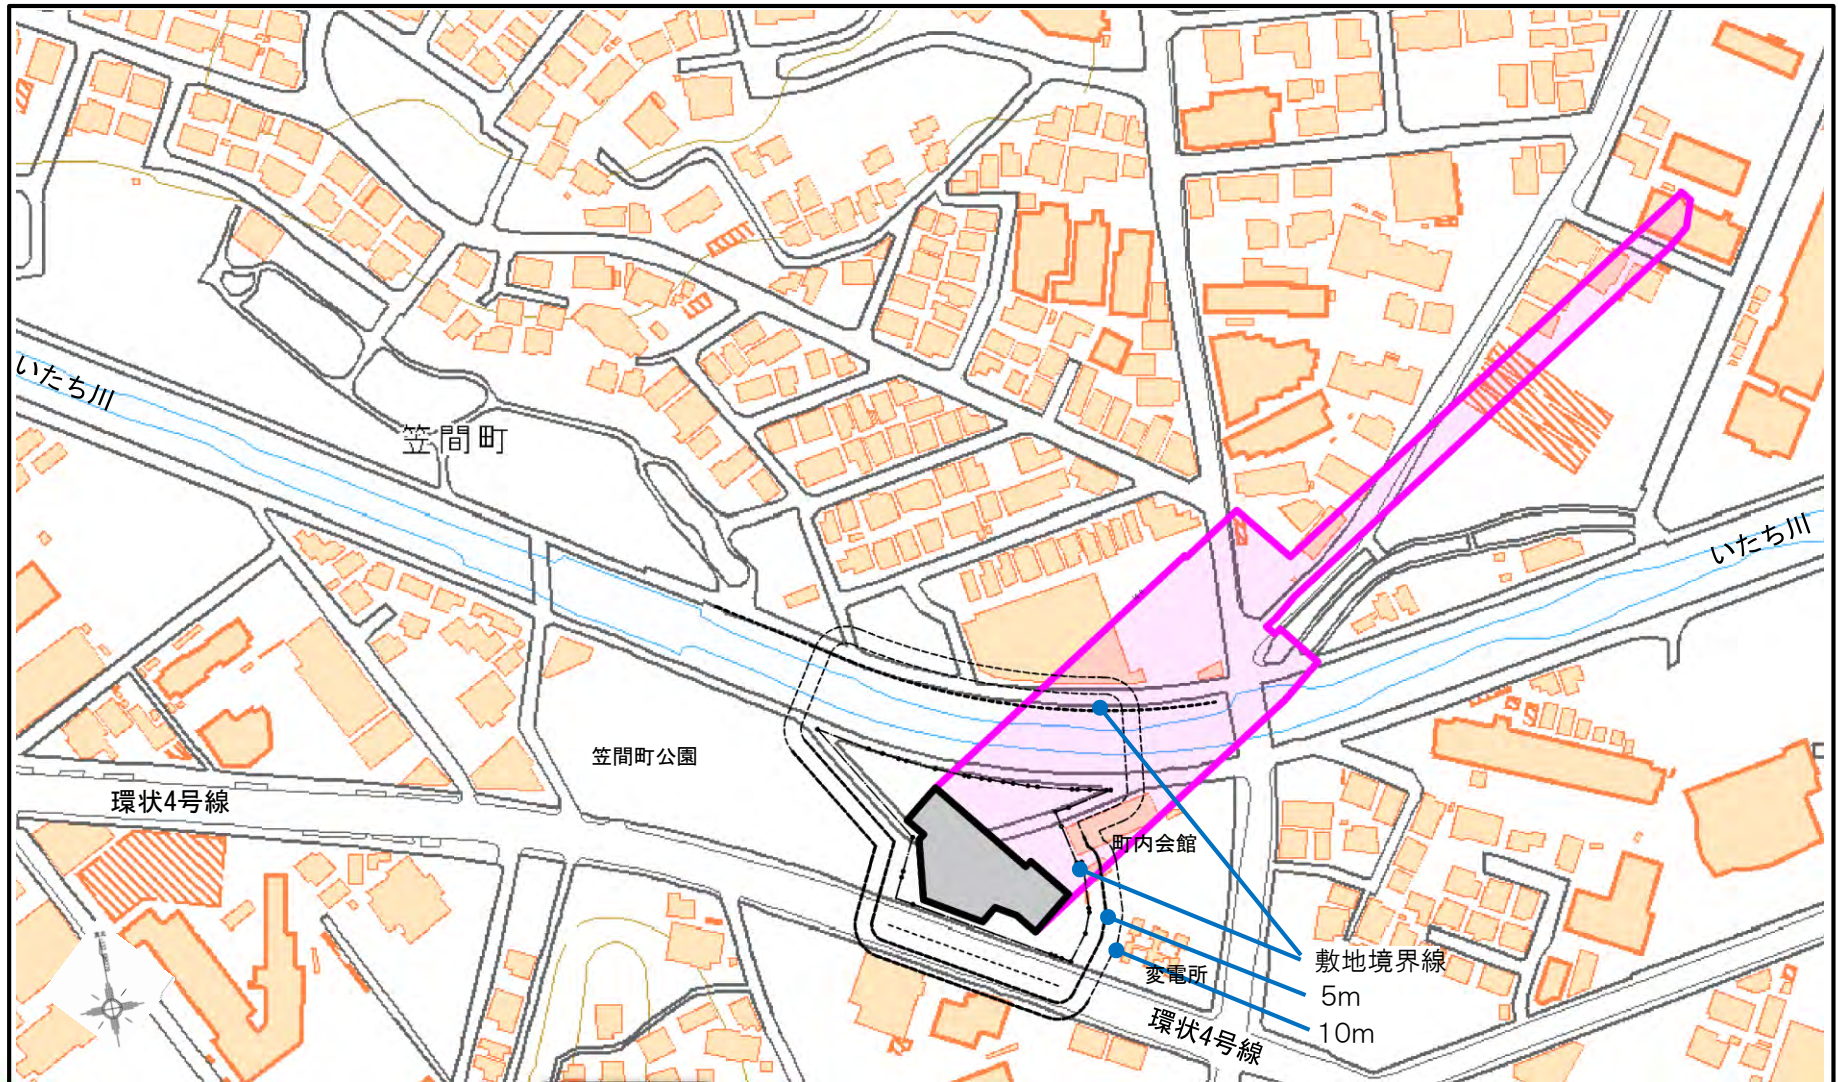 いたち川
笠間町
いたち川
笠間町公園
環状4号線
町内会館
敷地境界線
変電所
5m
環状4号線
10m